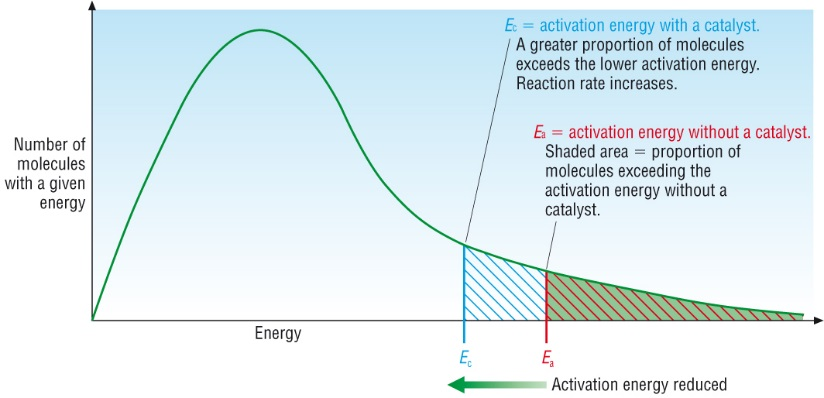 Ec = activation energy with a catalyst.
A greater proportion of molecules
exceeds the lower activation energy.
Reaction rate increases.
Ea = activation energy without a catalyst.
Shaded area = proportion of
molecules exceeding the
activation energy without a
catalyst.
Number of
molecules
with a given
energy
Energy
Ec
Ea
Activation energy reduced